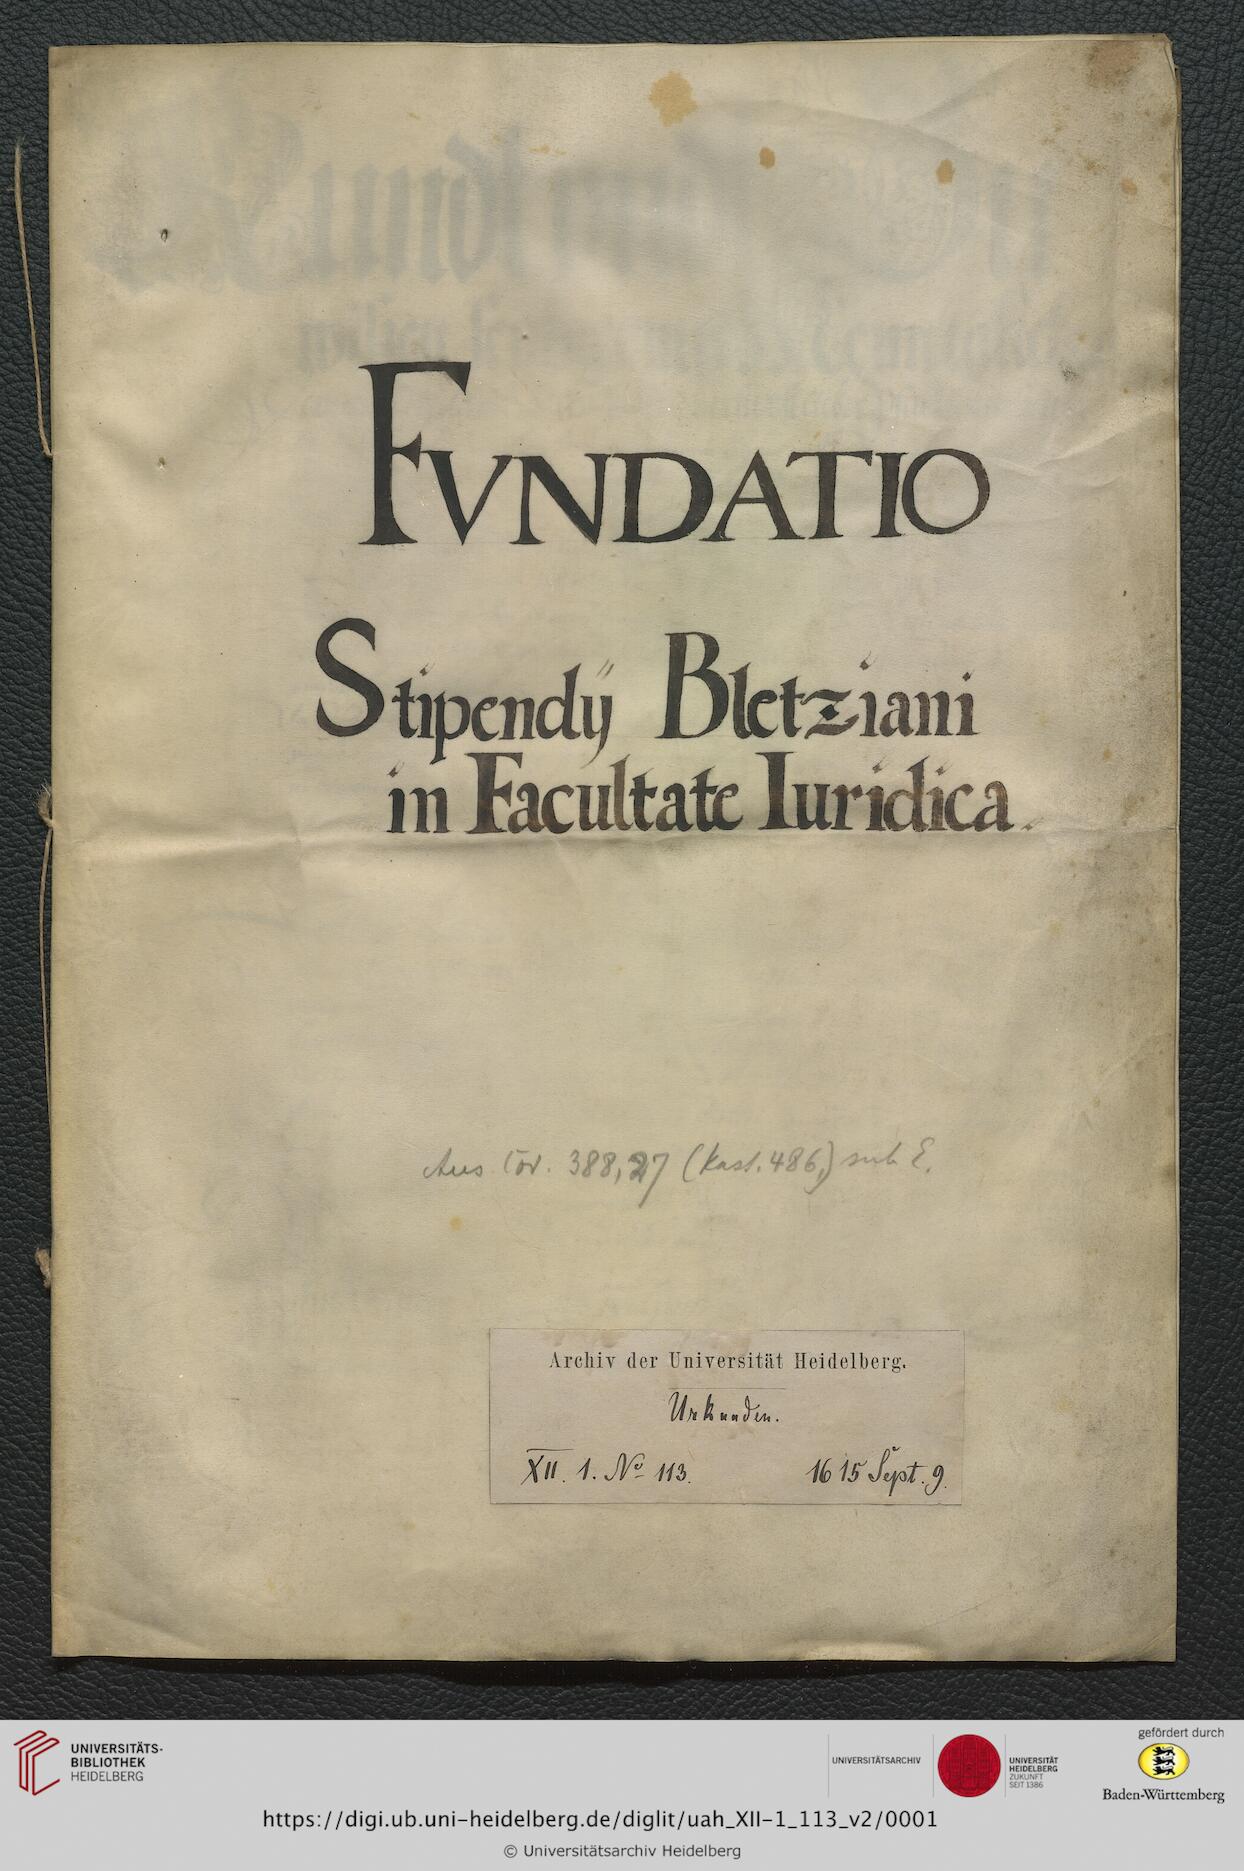 FVNDATIO
Stipendÿ Bletziani
in Facultate Iuridica.
Aus Cor. 388,27 (Kast. 486,) sub E.
Archiv der Universität Heidelberg.
Urkunden.
XII. 1. No 113.
1615 Sept. 9.
UNIVERSITÄTS-
BIBLIOTHEK
HEIDELBERG
UNIVERSITÄTSARCHIV
UNIVERSITÄT
HEIDELBERG
ZUKUNFT
SEIT 1386
gefördert durch
Baden-Württemberg
https://digi.ub.uni-heidelberg.de/diglit/uah_XII-1_113_v2/0001
© Universitätsarchiv Heidelberg